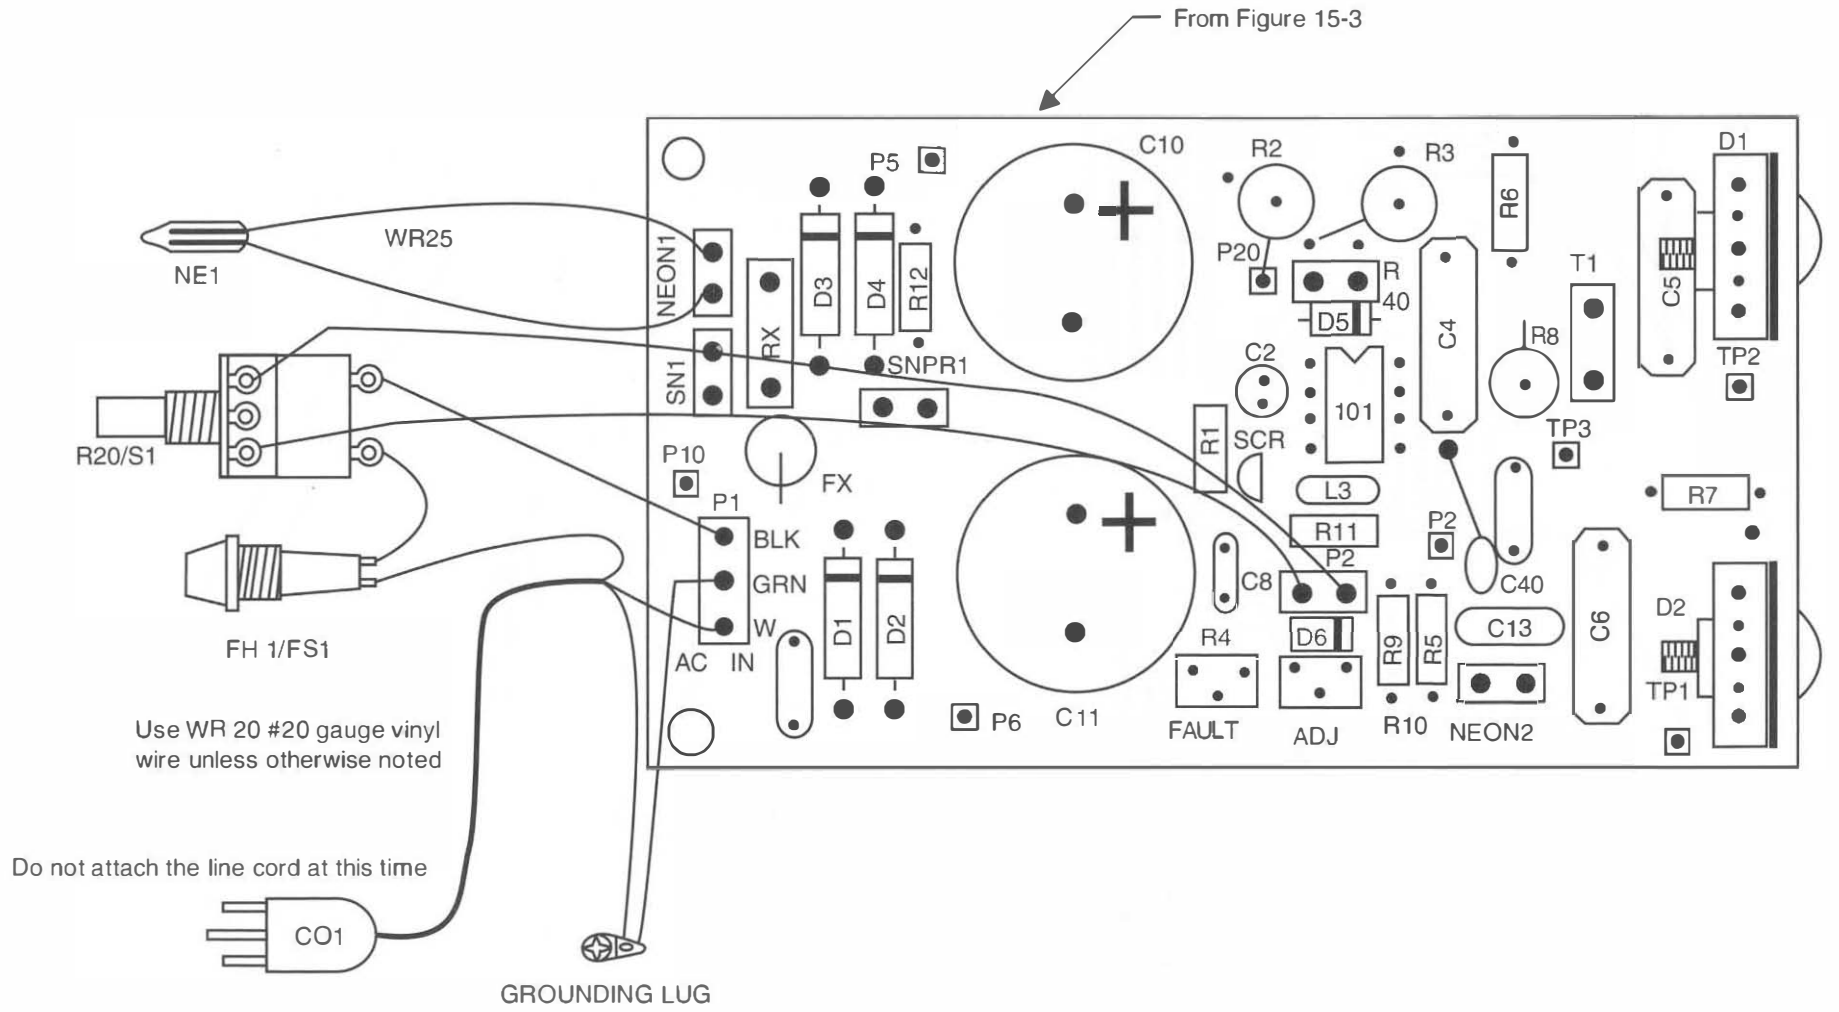 From Figure 15-3
D1
C10
R2
R3
P5
R6
WR25
NE1
NEON1
P20
T1
R
40
D3
D4
R12
C5
D5
RX
C4
R8
C2
TP2
SNPR1
SN1
101
R1
SCR
TP3
R20/S1
P10
FX
L3
R7
P1
R11
P2
BLK
P2
GRN
C8
C40
D2
W
R4
D6
C13
C6
D1
D2
R9
R5
FH 1/FS1
AC IN
TP1
P6
C11
FAULT
ADJ
R10
NEON2
Use WR 20 #20 gauge vinyl
wire unless otherwise noted
Do not attach the line cord at this time
CO1
GROUNDING LUG